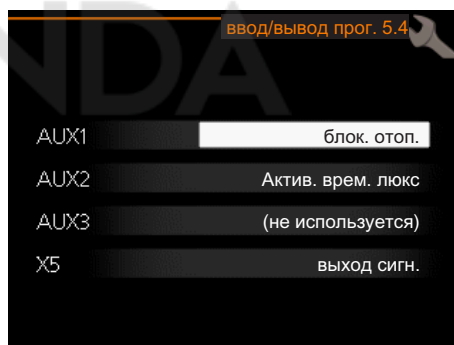 ввод/вывод прог. 5.4
AUX1 блок. отоп.
AUX2 Актив. врем. люкс
AUX3 (не используется)
X5 выход сигн.